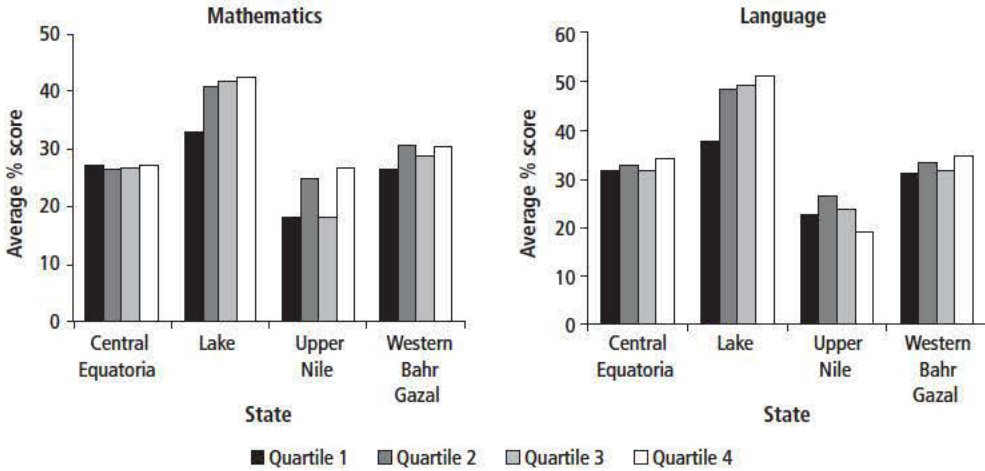 Mathematics
50
40
30
20
10
0
Average % score
Central
Equatoria
Lake
Upper
Nile
Western
Bahr
Gazal
State
Language
60
50
40
30
20
10
0
Average % score
Central
Equatoria
Lake
Upper
Nile
Western
Bahr
Gazal
State
Quartile 1
Quartile 2
Quartile 3
Quartile 4